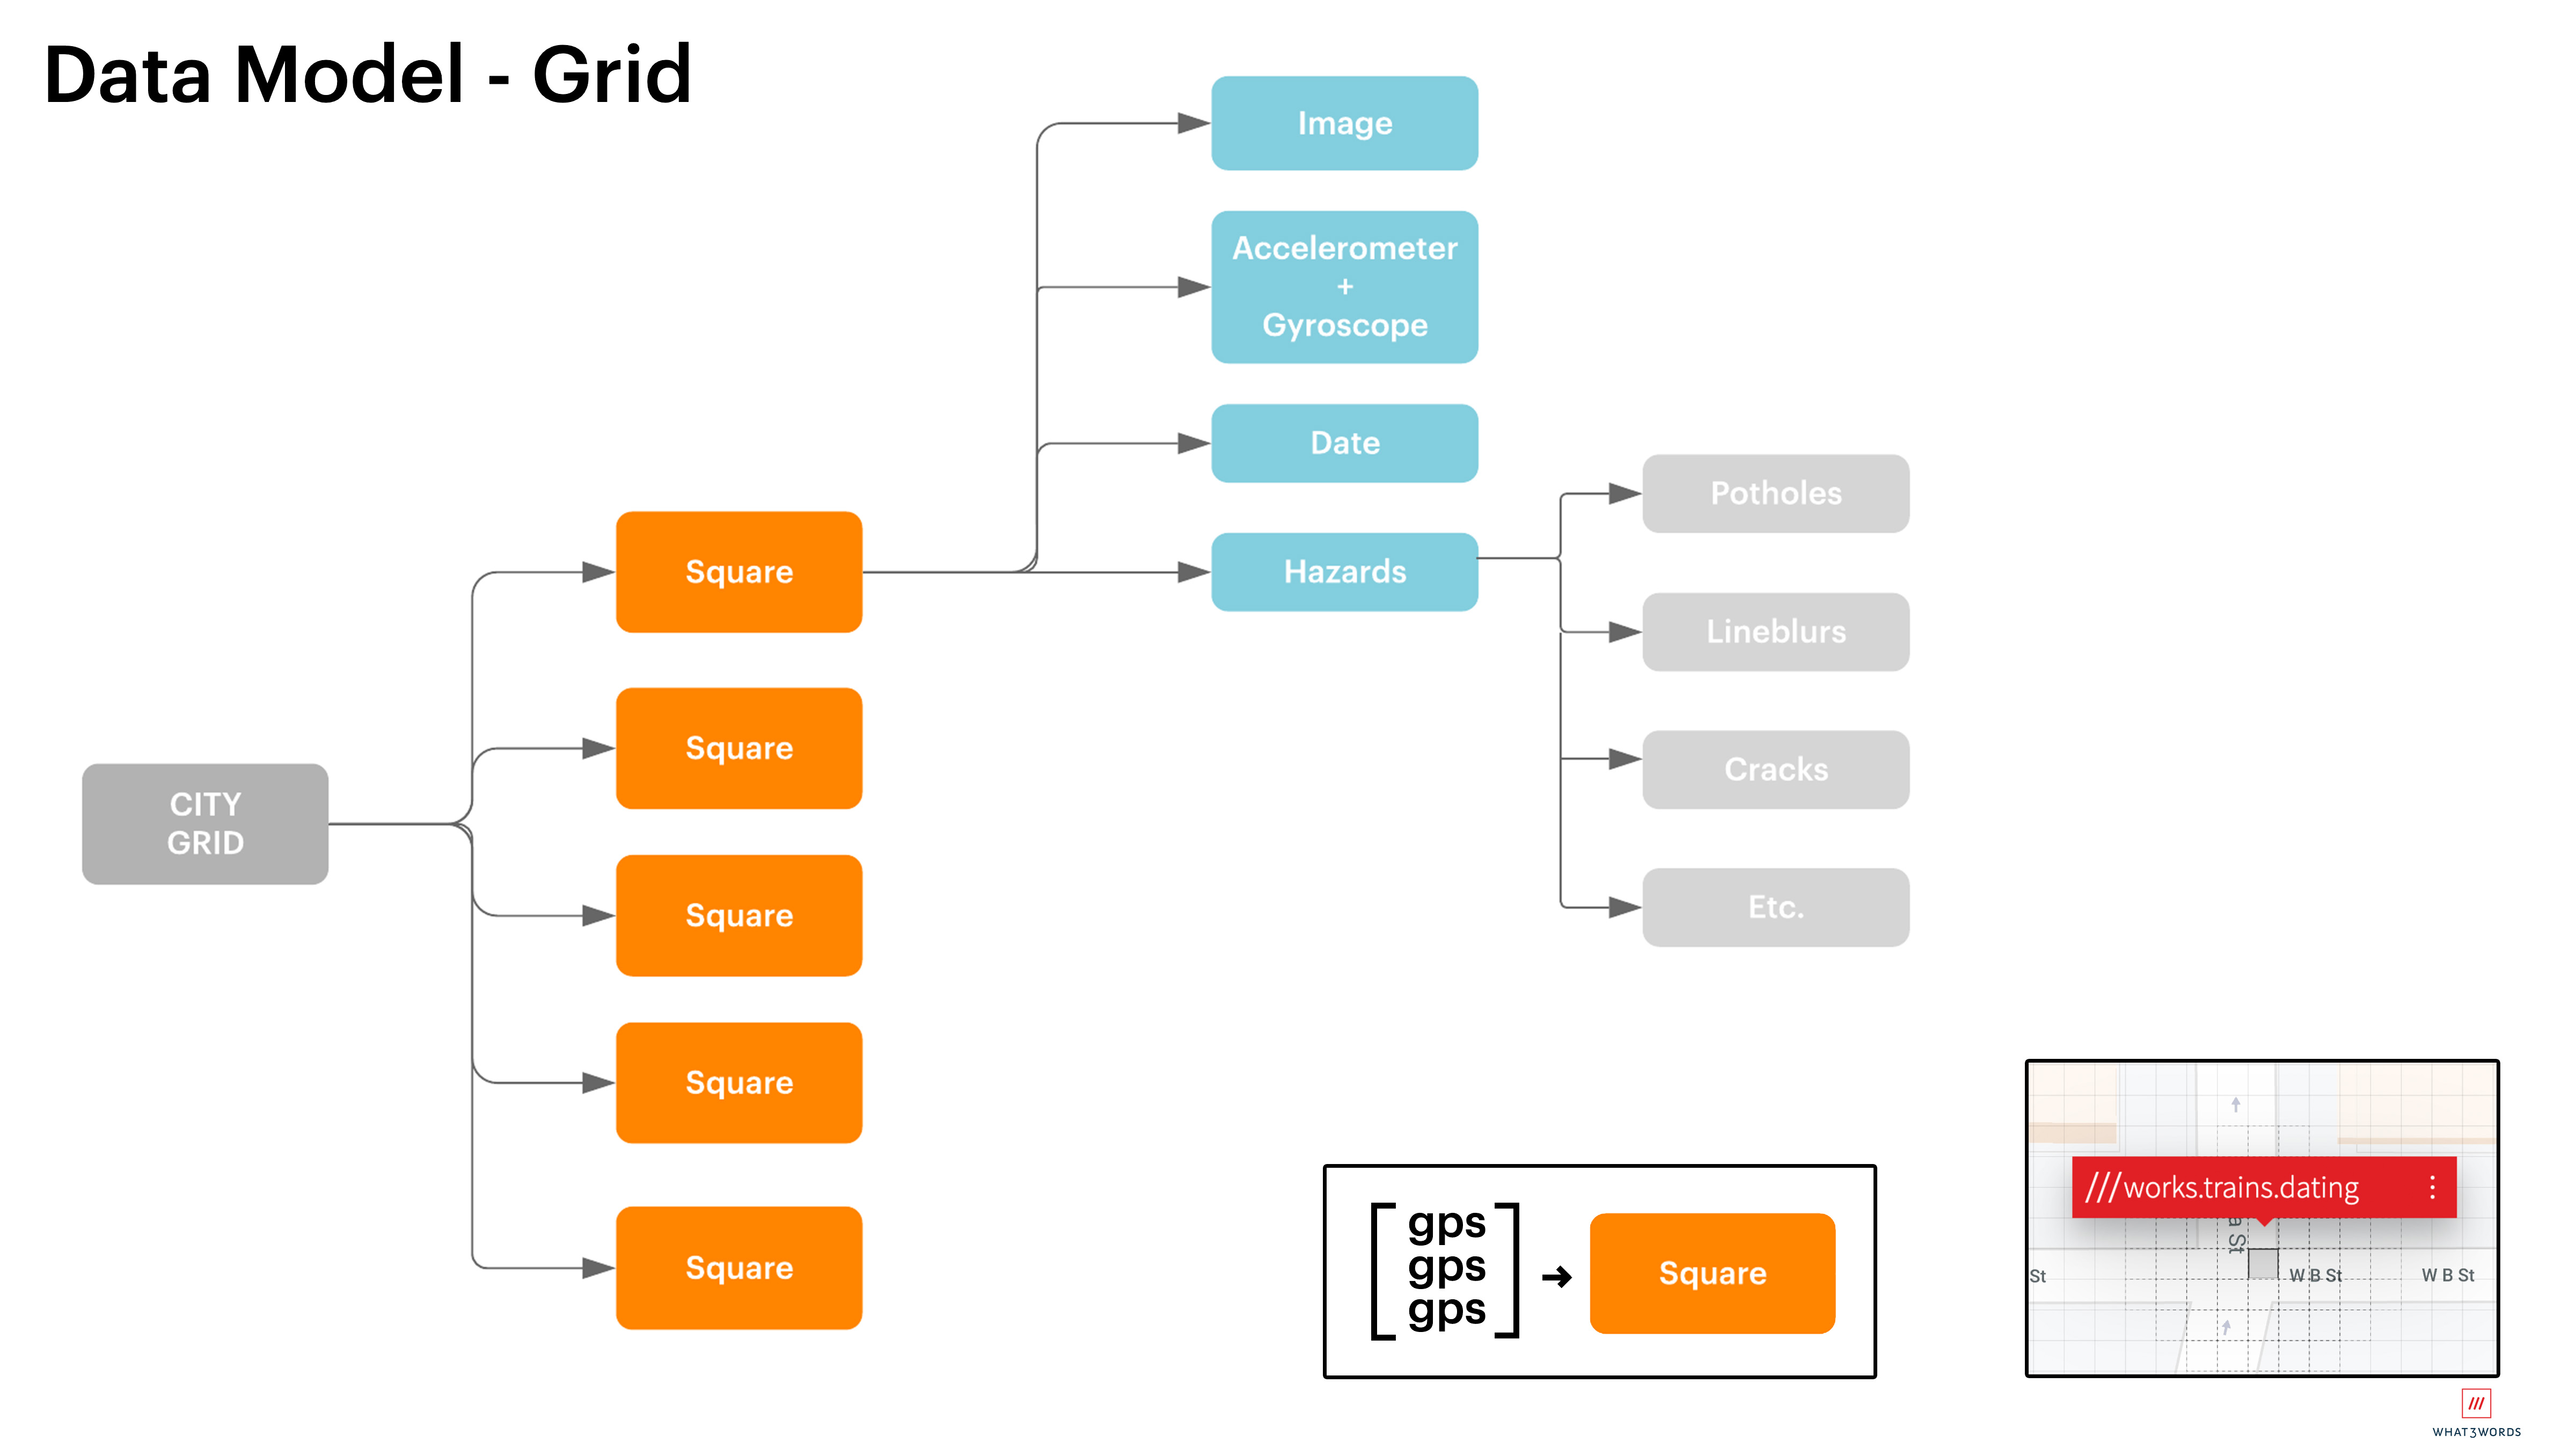 Data Model - Grid
Image
Accelerometer
+
Gyroscope
Date
Hazards
Potholes
Lineblurs
Cracks
Etc.
CITY
GRID
Square
Square
Square
Square
Square
gps
gps
gps
Square
///works.trains.dating
a St
St
W B St
W B St
///
WHAT3WORDS